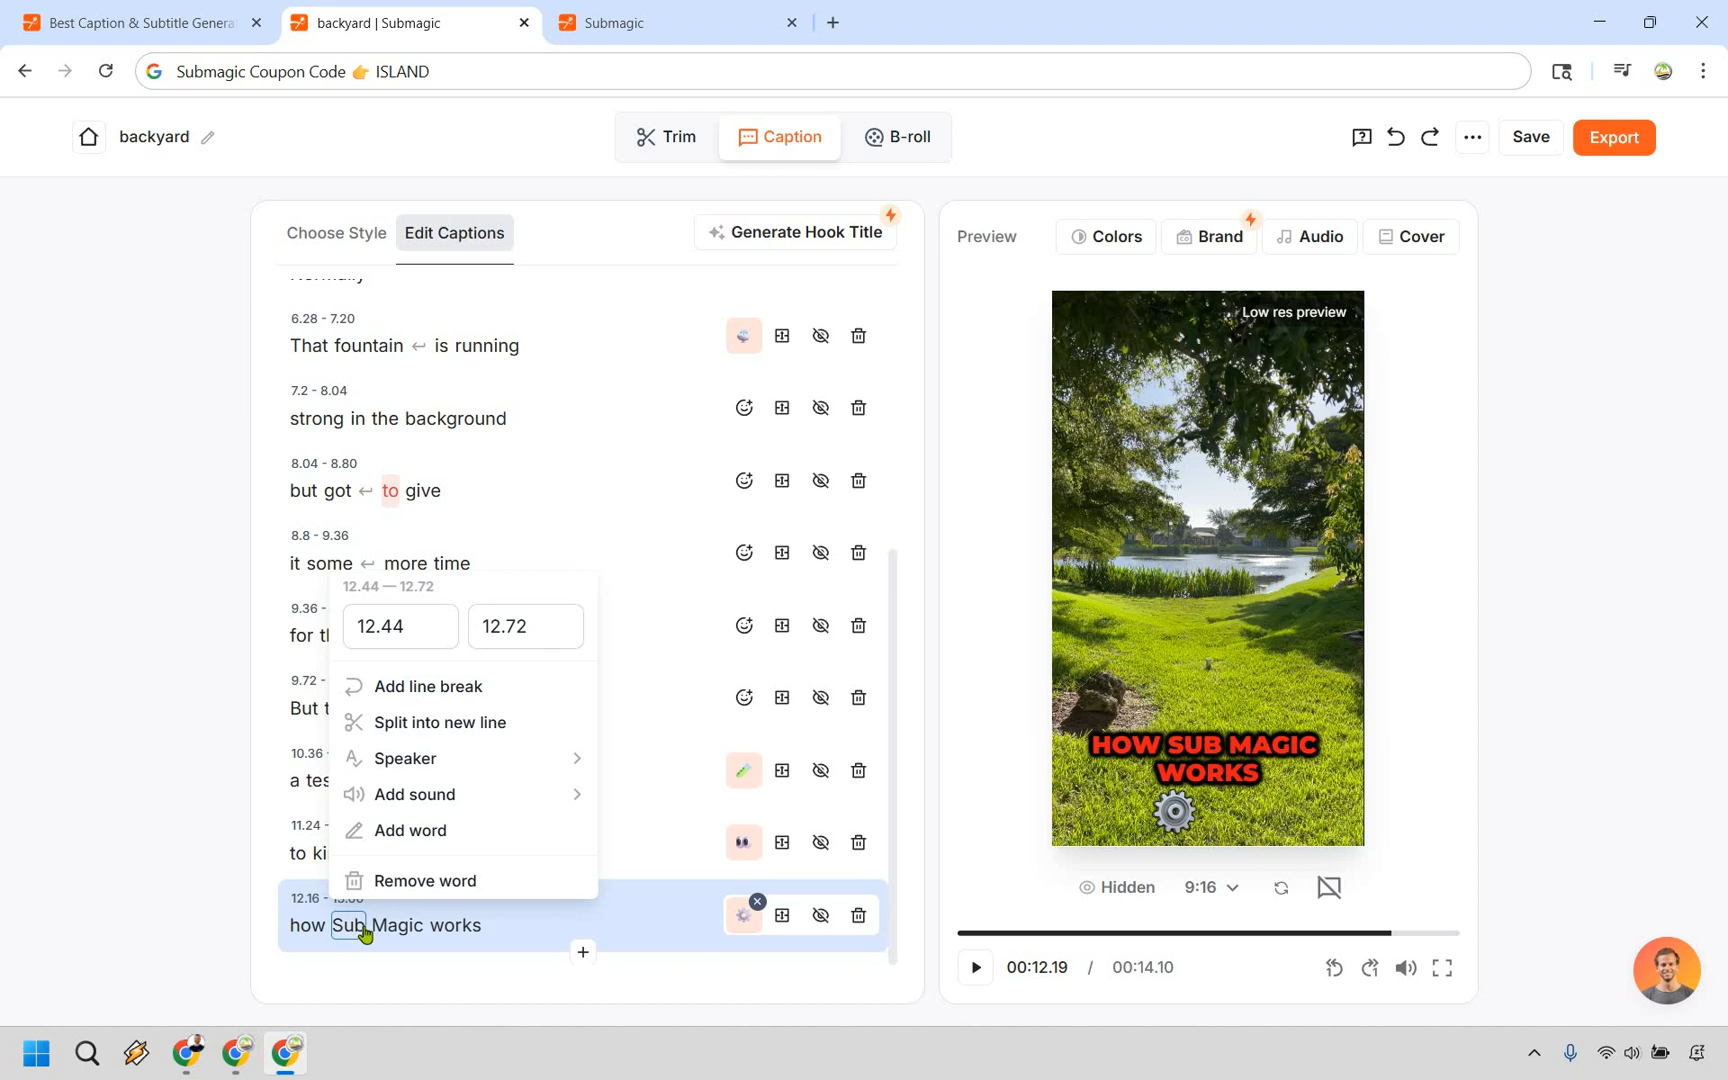 Best Caption & Subtitle Genera
backyard | Submagic
Submagic
Submagic Coupon Code 👉 ISLAND
backyard
Trim
Caption
B-roll
Save
Export
Choose Style
Edit Captions
Generate Hook Title
Preview
Colors
Brand
Audio
Cover
Normally
6.28 - 7.20
That fountain ↩ is running
7.2 - 8.04
strong in the background
8.04 - 8.80
but got ↩ to give
8.8 - 9.36
it some ↩ more time
9.36 -
for
9.72 -
But
10.36
a tes
11.24 -
to ki
12.44 — 12.72
12.44
12.72
Add line break
Split into new line
Speaker
Add sound
Add word
Remove word
12.16 -
how Sub Magic works
Low res preview
HOW SUB MAGIC
WORKS
Hidden
9:16
00:12.19 / 00:14.10